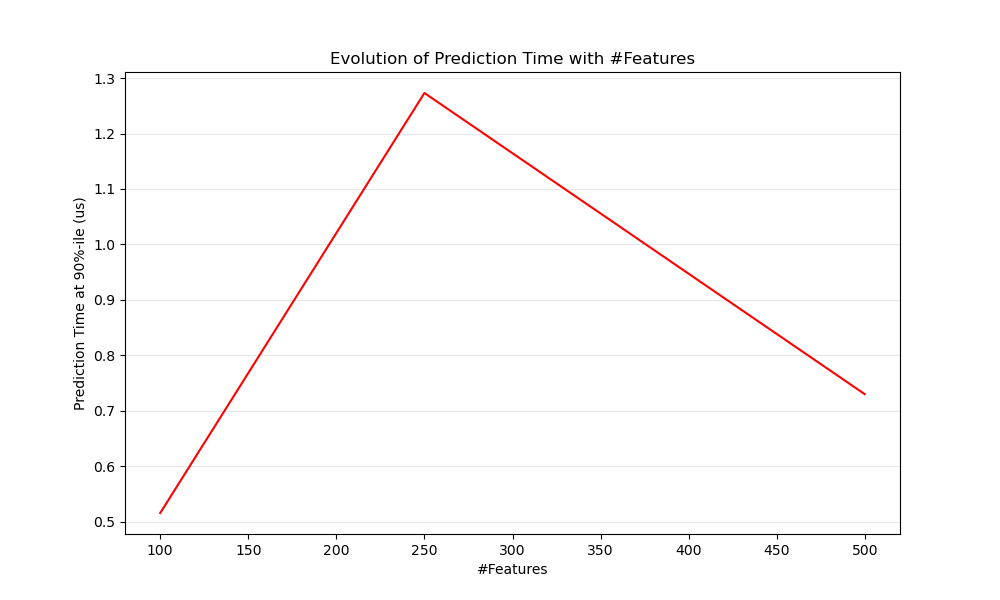 Evolution of Prediction Time with #Features
Prediction Time at 90%-ile (us)
1.3
1.2
1.1
1.0
0.9
0.8
0.7
0.6
0.5
100 150 200 250 300 350 400 450 500
#Features